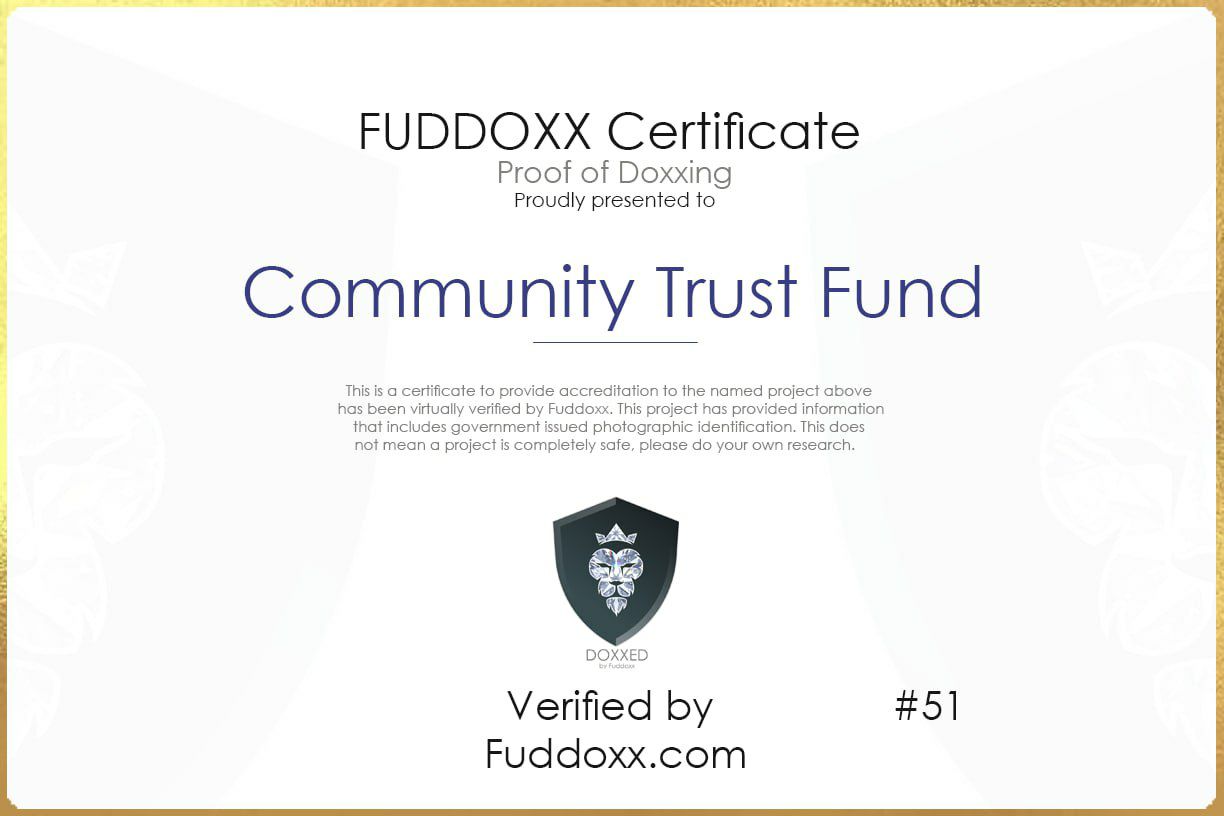 FUDDOXX Certificate
Proof of Doxxing
Proudly presented to
Community Trust Fund
This is a certificate to provide accreditation to the named project above
has been virtually verified by Fuddoxx. This project has provided information
that includes government issued photographic identification. This does
not mean a project is completely safe, please do your own research.
DOXXED
by Fuddoxx
Verified by
Fuddoxx.com
#51